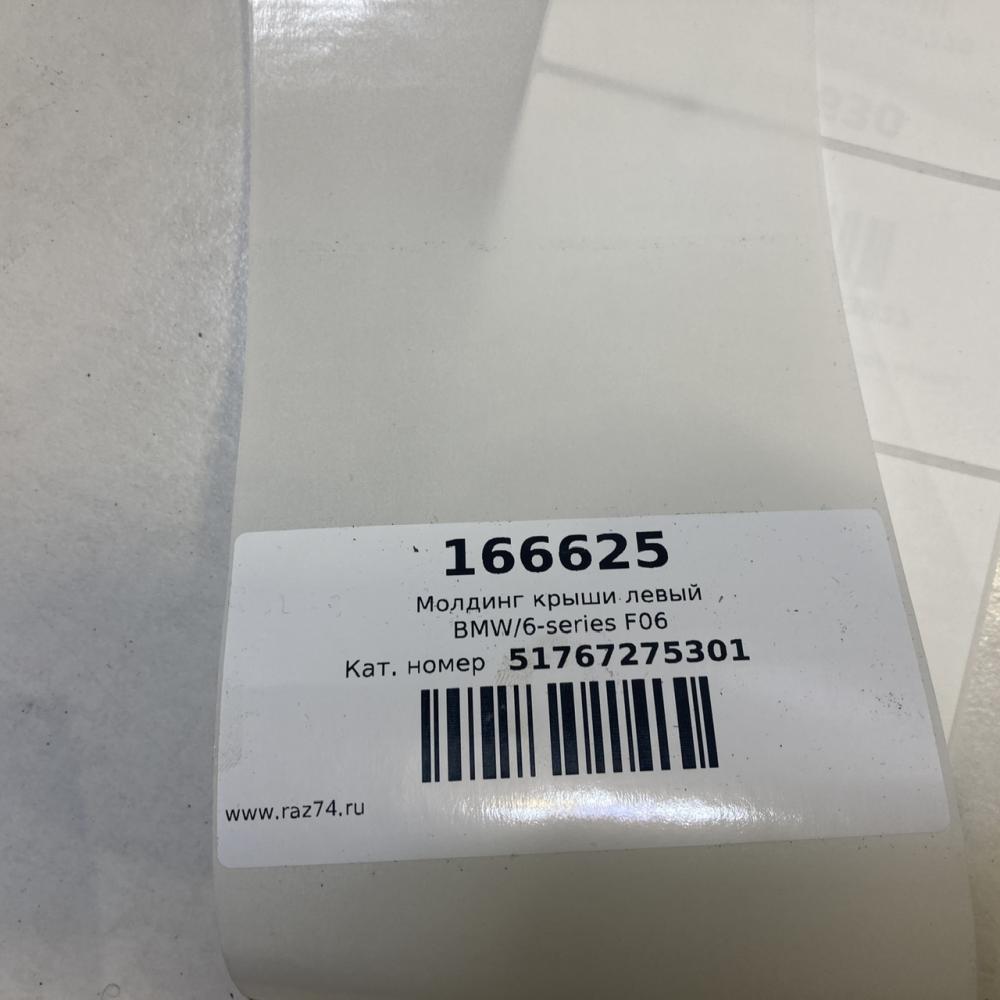 166625
Молдинг крыши левый
BMW/6-series F06
Кат. номер 51767275301
www.raz74.ru